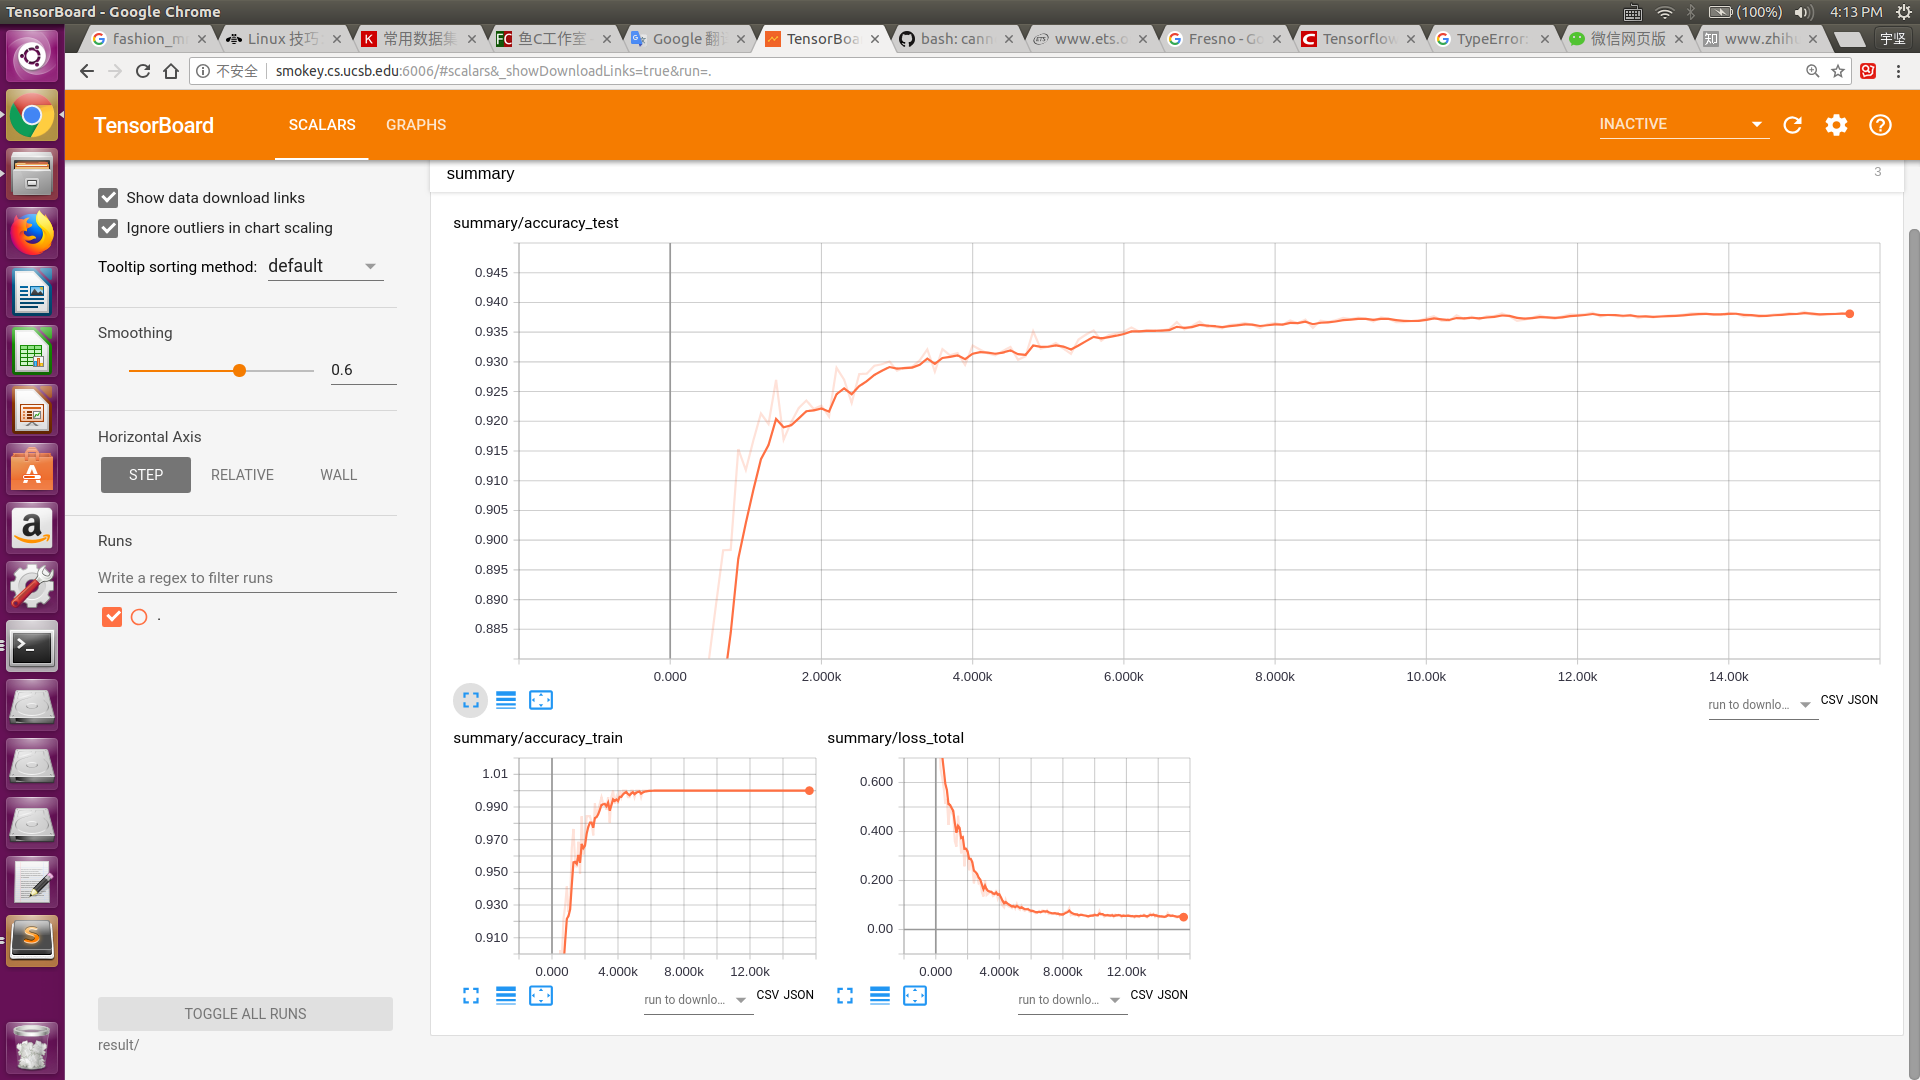 TensorBoard - Google Chrome
(100%)
4:13 PM
fashion_m
Linux 技巧
常用数据集
鱼C工作室
Google 翻
TensorBoa
bash: cann
www.ets.o
Fresno - Go
Tensorflow
TypeError:
微信网页版
www.zhih
宇坚
不安全
smokey.cs.ucsb.edu:6006/#scalars&_showDownloadLinks=true&run=.
TensorBoard
SCALARS
GRAPHS
INACTIVE
Show data download links
Ignore outliers in chart scaling
Tooltip sorting method: default
Smoothing
0.6
Horizontal Axis
STEP
RELATIVE
WALL
Runs
Write a regex to filter runs
.
TOGGLE ALL RUNS
result/
summary
3
summary/accuracy_test
0.945
0.940
0.935
0.930
0.925
0.920
0.915
0.910
0.905
0.900
0.895
0.890
0.885
0.000 2.000k 4.000k 6.000k 8.000k 10.00k 12.00k 14.00k
run to downlo...
CSV JSON
summary/accuracy_train
1.01
0.990
0.970
0.950
0.930
0.910
0.000 4.000k 8.000k 12.00k
run to downlo...
CSV JSON
summary/loss_total
0.600
0.400
0.200
0.00
0.000 4.000k 8.000k 12.00k
run to downlo...
CSV JSON